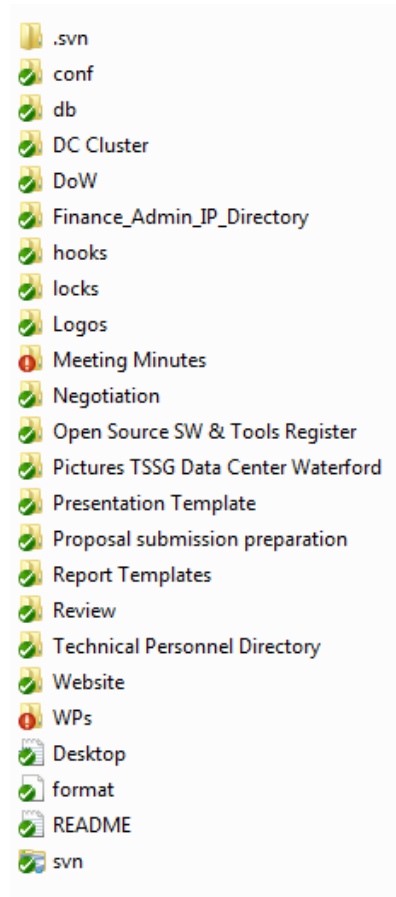 .svn
conf
db
DC Cluster
DoW
Finance_Admin_IP_Directory
hooks
locks
Logos
Meeting Minutes
Negotiation
Open Source SW & Tools Register
Pictures TSSG Data Center Waterford
Presentation Template
Proposal submission preparation
Report Templates
Review
Technical Personnel Directory
Website
WPs
Desktop
format
README
svn